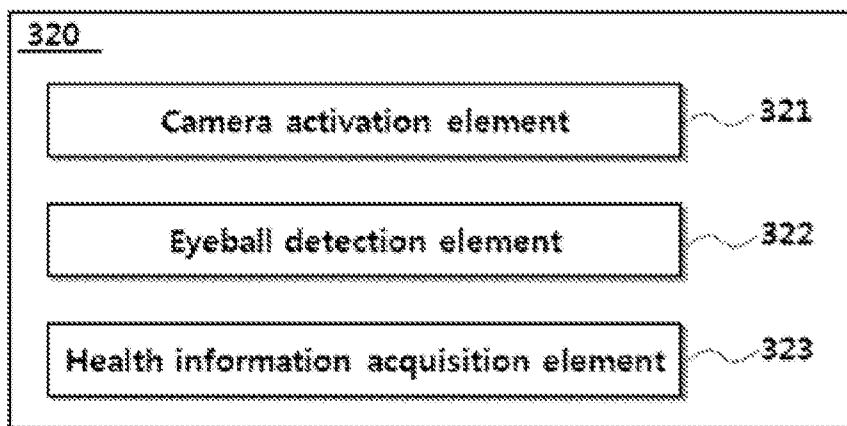 320
Camera activation element 321
Eyeball detection element 322
Health information acquisition element 323